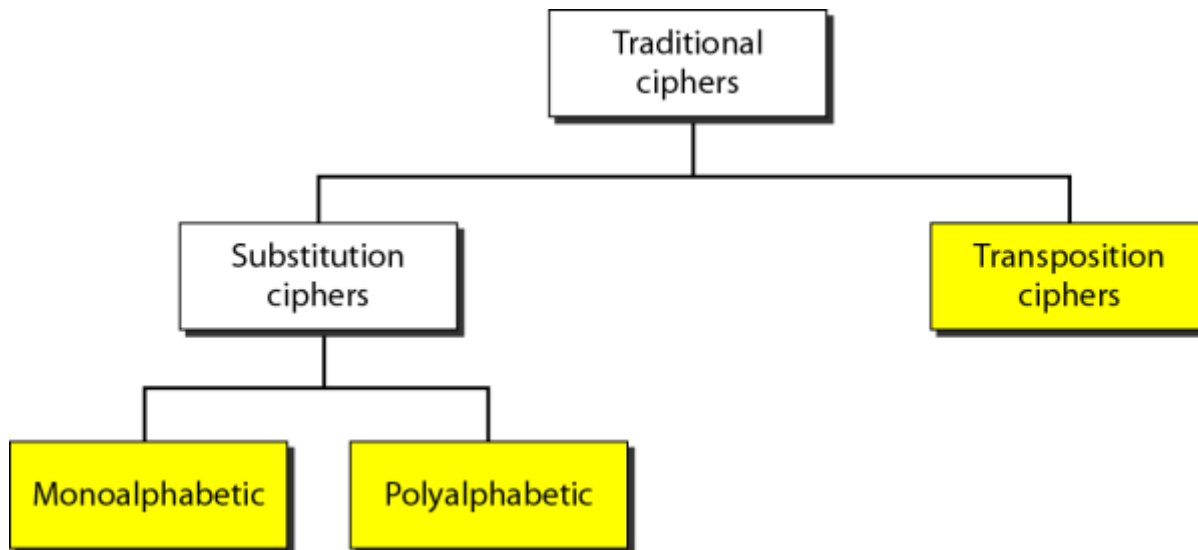 Traditional
ciphers
Substitution
ciphers
Transposition
ciphers
Monoalphabetic
Polyalphabetic